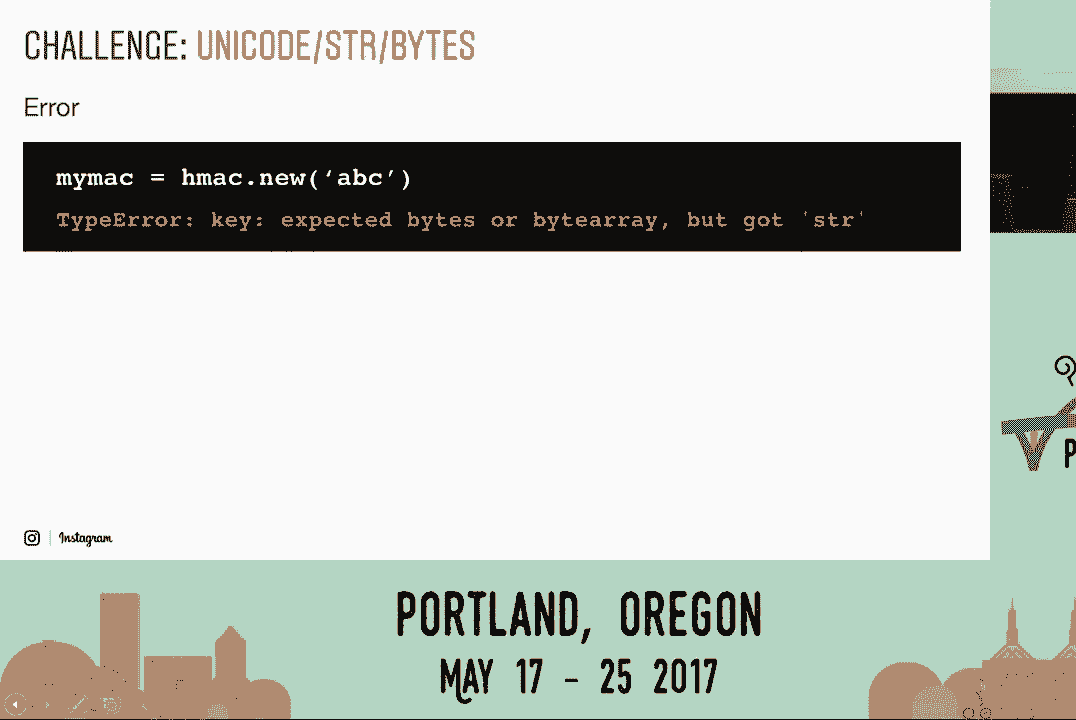 CHALLENGE: UNICODE/STR/BYTES
Error
mymac = hmac.new(‘abc’)
TypeError: key: expected bytes or bytearray, but got 'str'
Instagram
P
PORTLAND, OREGON
MAY 17 - 25 2017